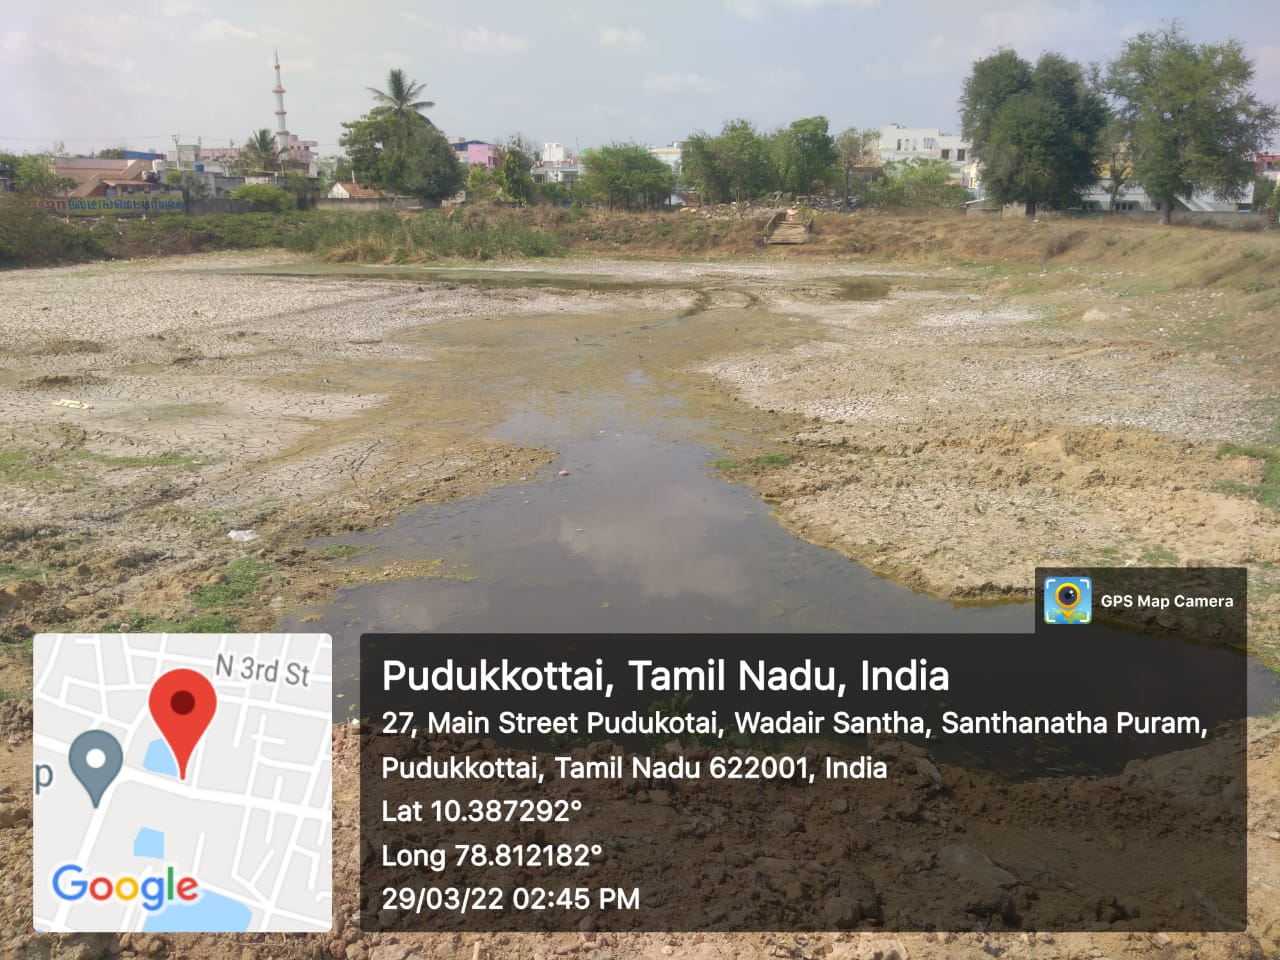 GPS Map Camera
N 3rd St
p
Google
Pudukkottai, Tamil Nadu, India
27, Main Street Pudukotai, Wadair Santha, Santhanatha Puram,
Pudukkottai, Tamil Nadu 622001, India
Lat 10.387292°
Long 78.812182°
29/03/22 02:45 PM